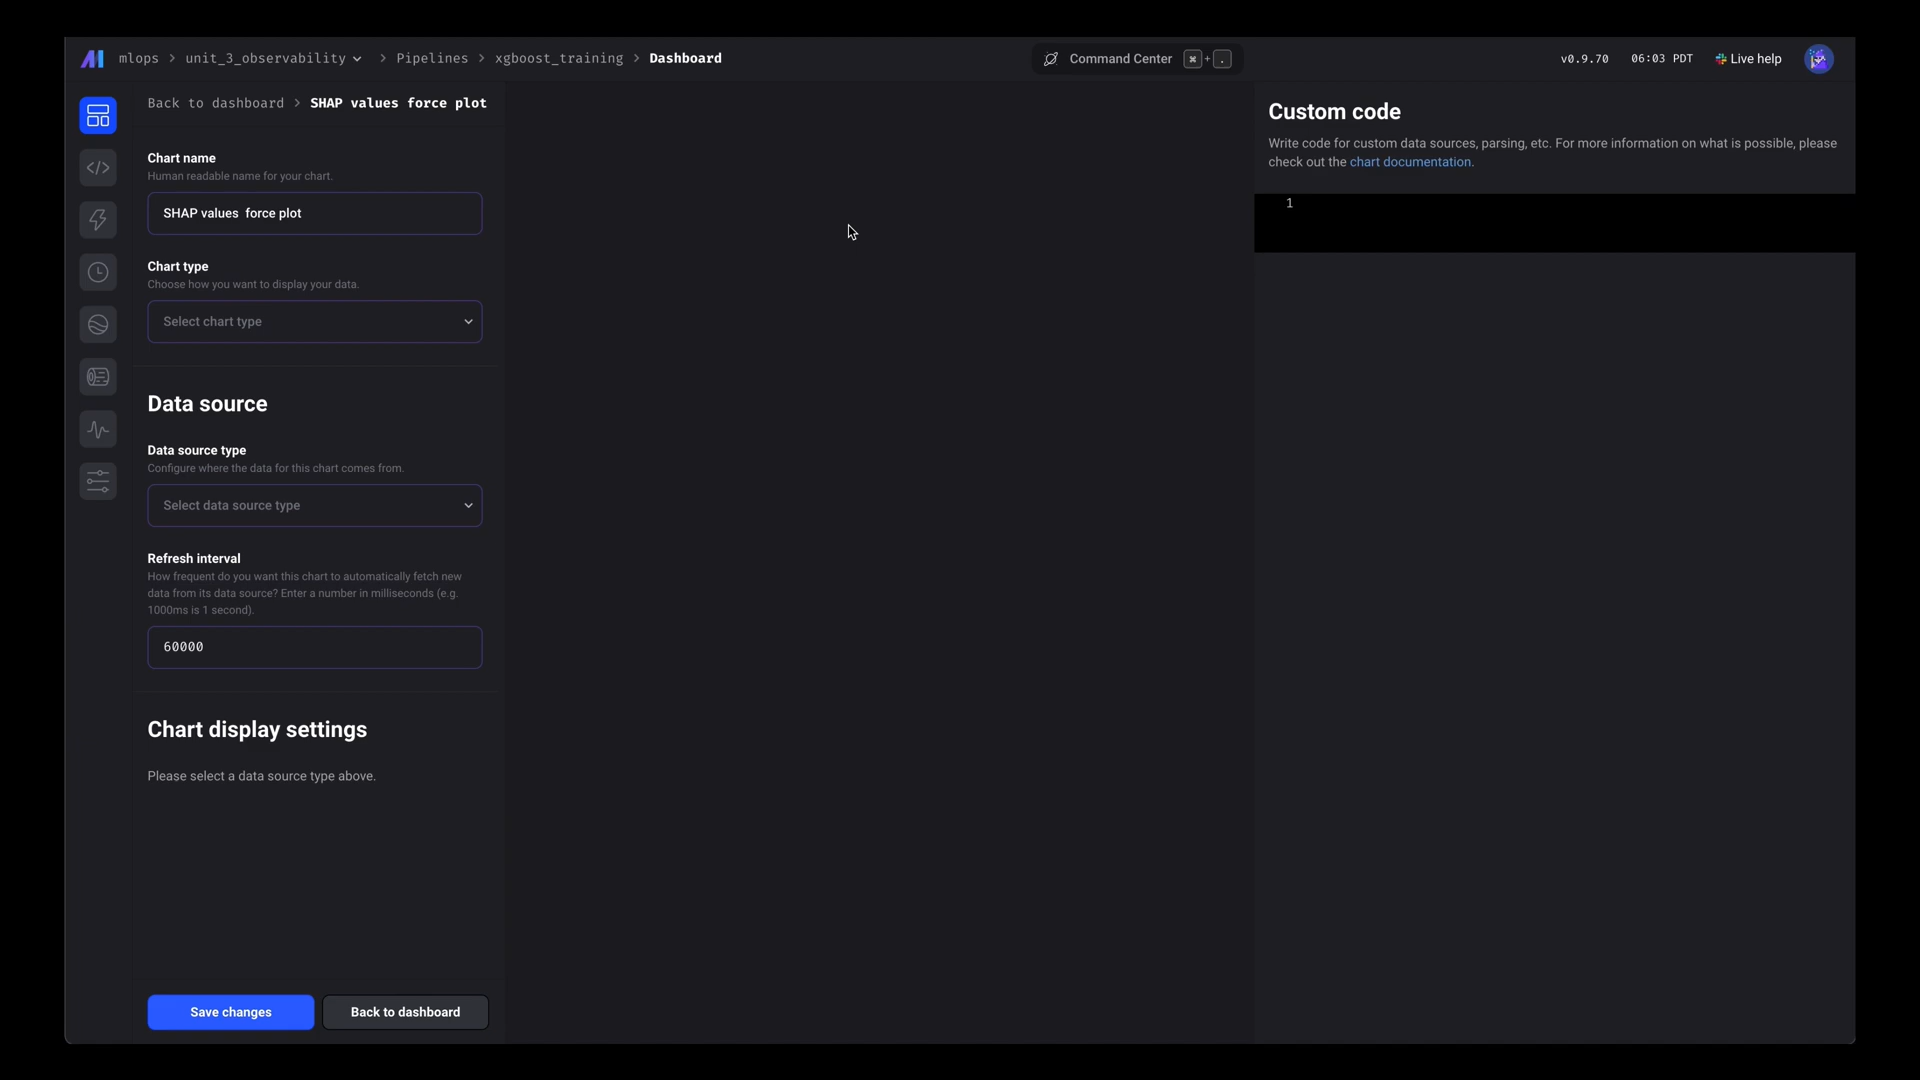 mlops > unit_3_observability > Pipelines > xgboost_training > Dashboard
Command Center ⌘ + .
v0.9.70 06:03 PDT Live help
Back to dashboard > SHAP values force plot
Chart name
Human readable name for your chart.
SHAP values  force plot
Chart type
Choose how you want to display your data.
Select chart type
Data source
Data source type
Configure where the data for this chart comes from.
Select data source type
Refresh interval
How frequent do you want this chart to automatically fetch new
data from its data source? Enter a number in milliseconds (e.g.
1000ms is 1 second).
60000
Chart display settings
Please select a data source type above.
Save changes
Back to dashboard
Custom code
Write code for custom data sources, parsing, etc. For more information on what is possible, please
check out the chart documentation.
1